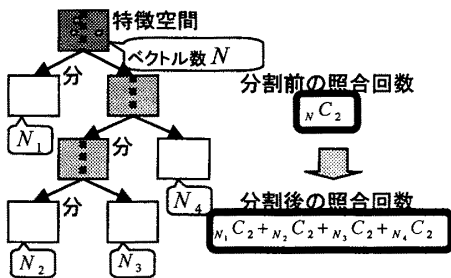 特徴空間
ベクトル数 N
分
分割前の照合回数
N₁
NC₂
分
N₄
分
分割後の照合回数
N₂
N₃
N₁C₂ + N₂C₂ + N₃C₂ + N₄C₂